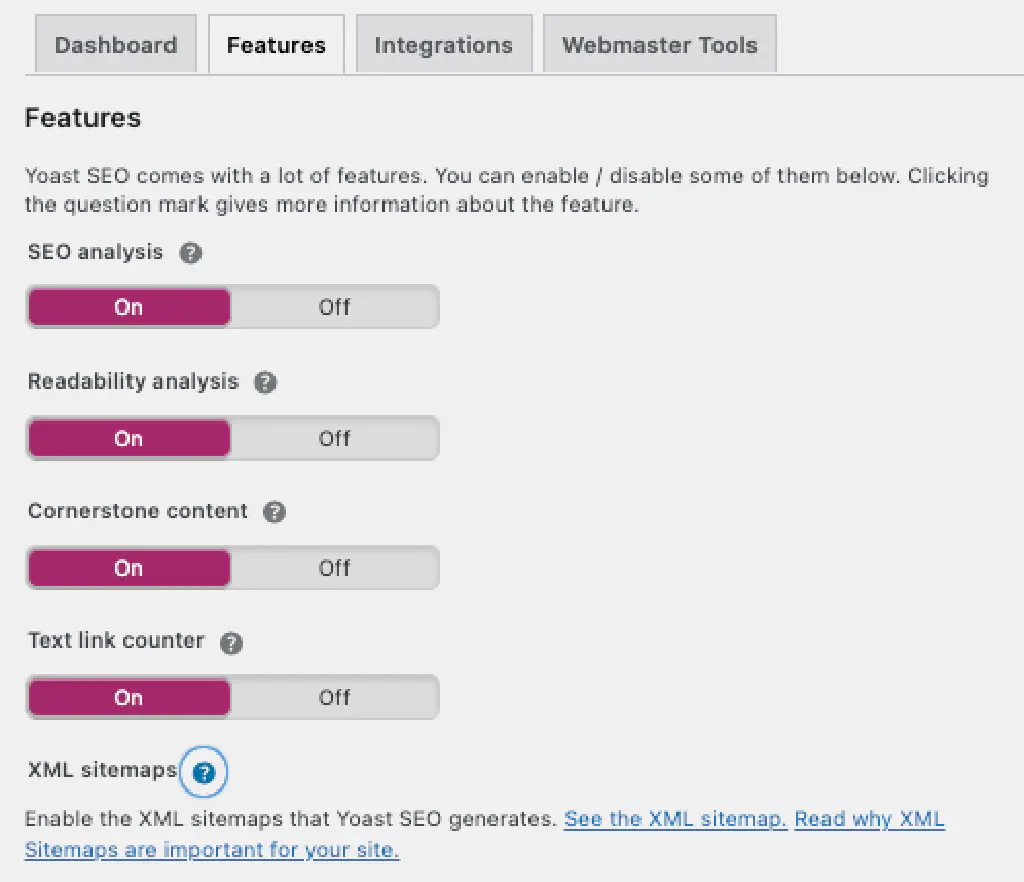 Dashboard Features Integrations Webmaster Tools
Features
Yoast SEO comes with a lot of features. You can enable / disable some of them below. Clicking
the question mark gives more information about the feature.
SEO analysis ?
On Off
Readability analysis ?
On Off
Cornerstone content ?
On Off
Text link counter ?
On Off
XML sitemaps ?
Enable the XML sitemaps that Yoast SEO generates. See the XML sitemap. Read why XML
Sitemaps are important for your site.